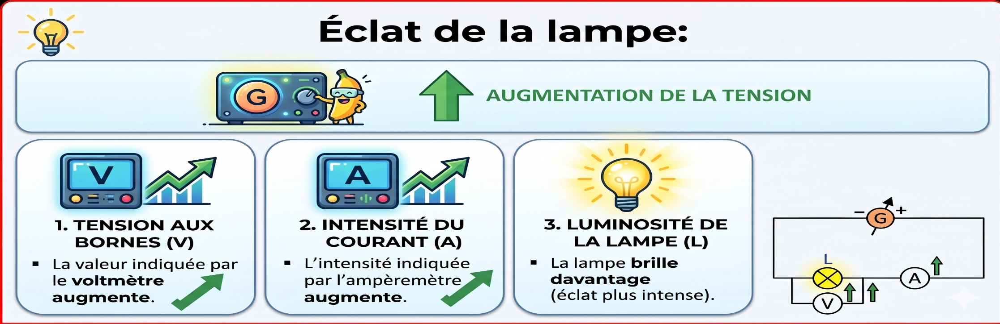 Éclat de la lampe:
G
AUGMENTATION DE LA TENSION
V
1. TENSION AUX
BORNES (V)
▪ La valeur indiquée par
le voltmètre
augmente.
A
2. INTENSITÉ DU
COURANT (A)
▪ L’intensité indiquée
par l’ampèremètre
augmente.
3. LUMINOSITÉ DE
LA LAMPE (L)
▪ La lampe brille
davantage
(éclat plus intense).
− G +
L
A
V